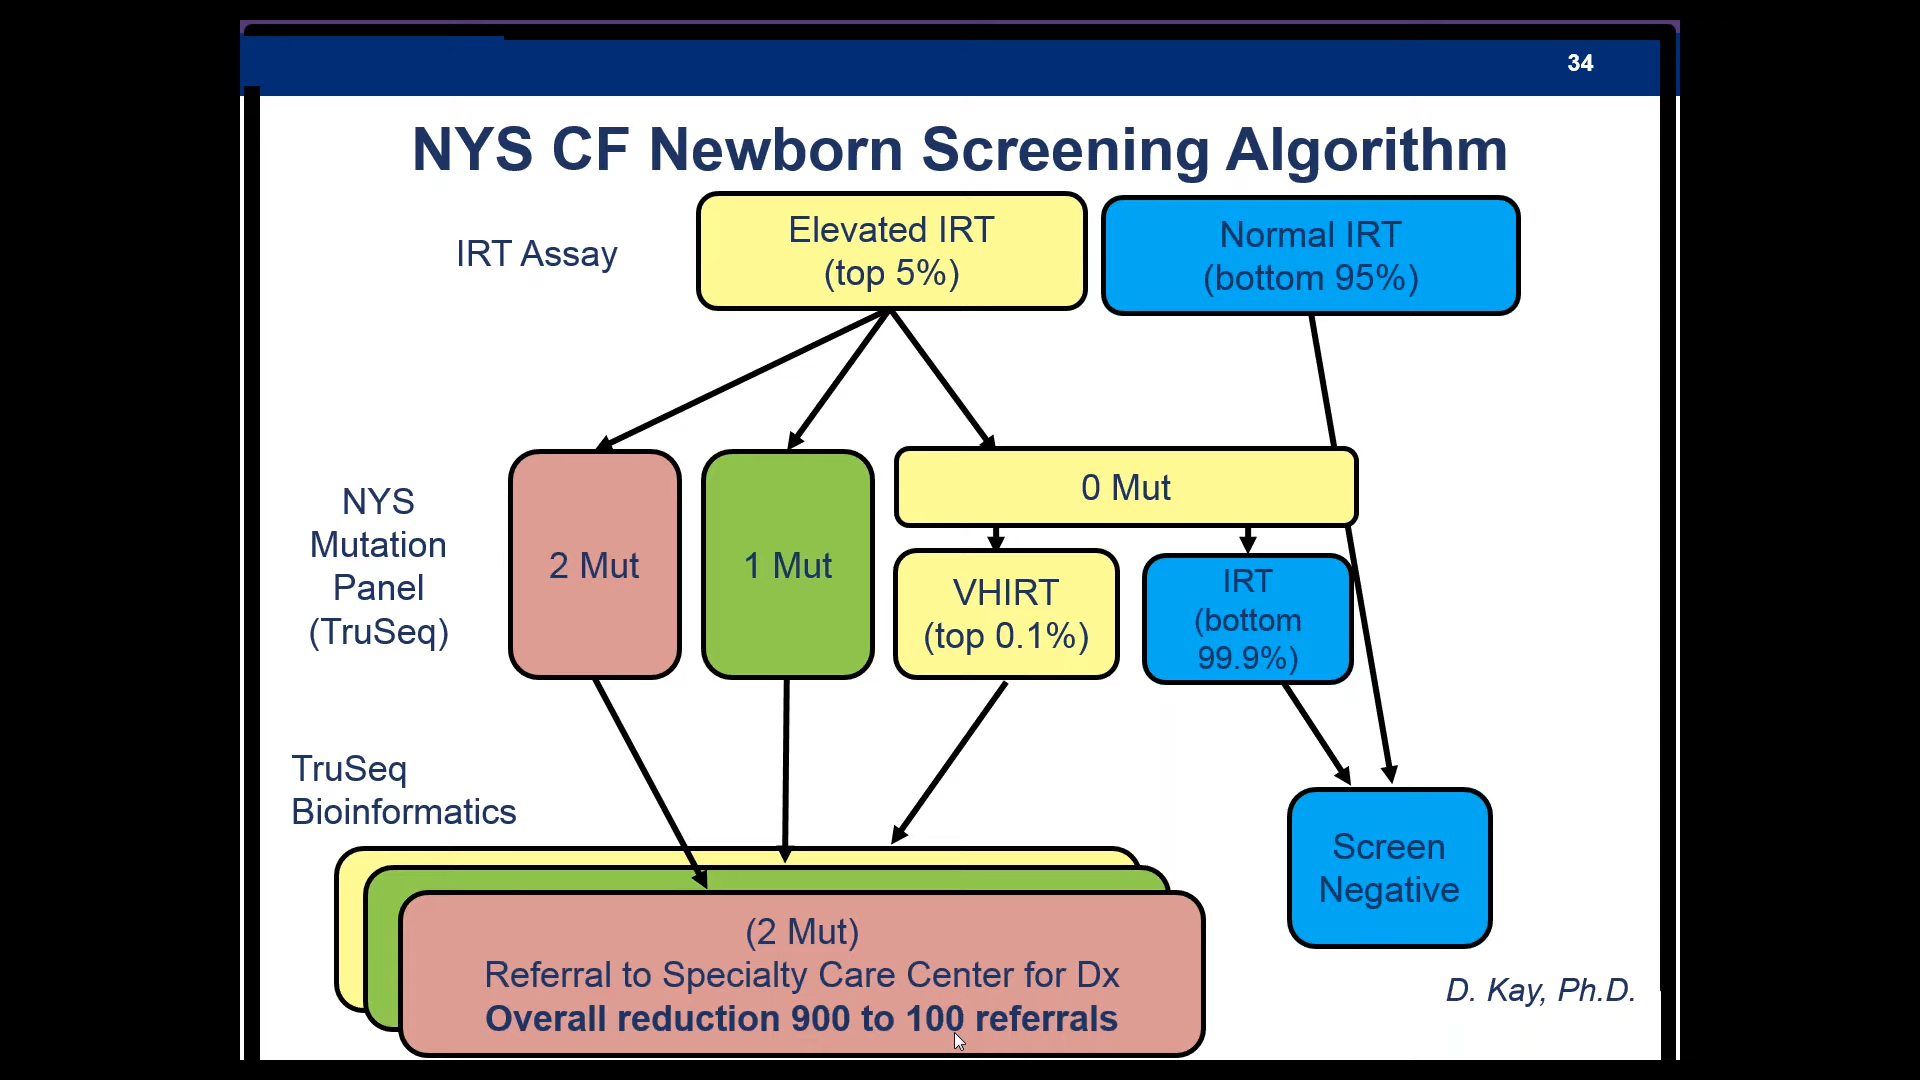 34
NYS CF Newborn Screening Algorithm
IRT Assay
Elevated IRT
(top 5%)
Normal IRT
(bottom 95%)
NYS
Mutation
Panel
(TruSeq)
2 Mut
1 Mut
0 Mut
VHIRT
(top 0.1%)
IRT
(bottom
99.9%)
TruSeq
Bioinformatics
(2 Mut)
Referral to Specialty Care Center for Dx
Overall reduction 900 to 100 referrals
Screen
Negative
D. Kay, Ph.D.